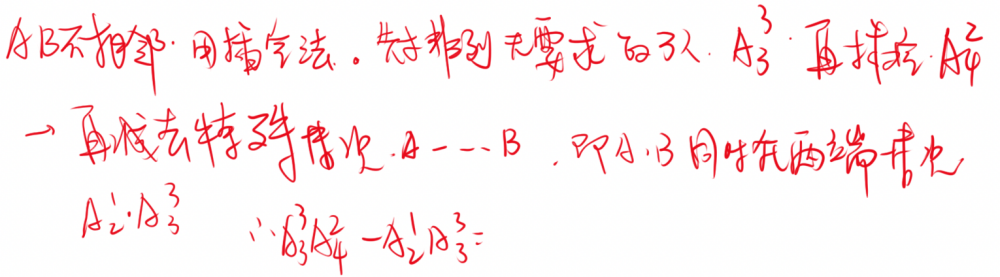 AB不相邻.用插空法。先排列无要求的3人.A₃³.再插空.A₄²
→再减去特殊情况.A----B.即A.B同时在两端情况
A₂¹·A₃³ ∴A₃³A₄²-A₂¹A₃³=